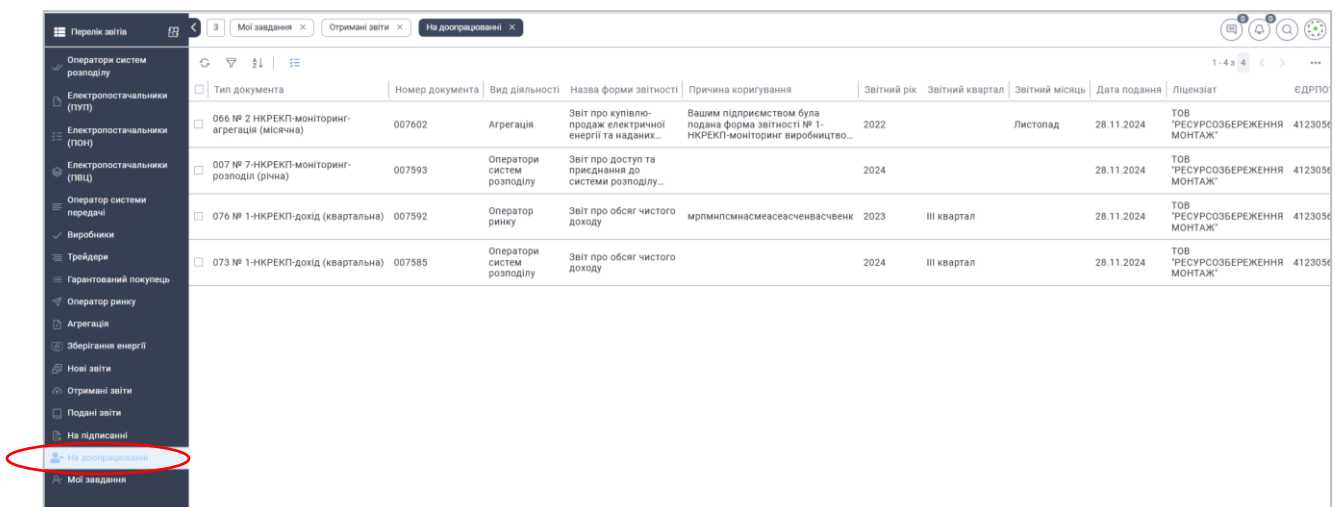 Перелік звітів
Оператори систем
розподілу
Електропостачальники
(ПУП)
Електропостачальники
(ПОН)
Електропостачальники
(ПВЦ)
Оператор системи
передачі
Виробники
Трейдери
Гарантований покупець
Оператор ринку
Агрегація
Зберігання енергії
Нові звіти
Отримані звіти
Подані звіти
На підписанні
На доопрацюванні
Мої завдання
3 Мої завдання × Отримані звіти × На доопрацюванні ×
0 0
1 - 4 з 4
Тип документа Номер документа Вид діяльності Назва форми звітності Причина коригування Звітний рік Звітний квартал Звітний місяць Дата подання Ліцензіат ЄДРПО
066 № 2 НКРЕКП-моніторинг-
агрегація (місячна)
007602
Агрегація
Звіт про купівлю-
продаж електричної
енергії та наданих...
Вашим підприємством була
подана форма звітності № 1-
НКРЕКП-моніторинг виробництво...
2022
Листопад
28.11.2024
ТОВ
"РЕСУРСОЗБЕРЕЖЕННЯ
МОНТАЖ"
4123056
007 № 7-НКРЕКП-моніторинг-
розподіл (річна)
007593
Оператори
систем
розподілу
Звіт про доступ та
приєднання до
системи розподілу...
2024
28.11.2024
ТОВ
"РЕСУРСОЗБЕРЕЖЕННЯ
МОНТАЖ"
4123056
076 № 1-НКРЕКП-дохід (квартальна)
007592
Оператор
ринку
Звіт про обсяг чистого
доходу
мрпмнпсмнасмеасеасченвасчвенк
2023
III квартал
28.11.2024
ТОВ
"РЕСУРСОЗБЕРЕЖЕННЯ
МОНТАЖ"
4123056
073 № 1-НКРЕКП-дохід (квартальна)
007585
Оператори
систем
розподілу
Звіт про обсяг чистого
доходу
2024
III квартал
28.11.2024
ТОВ
"РЕСУРСОЗБЕРЕЖЕННЯ
МОНТАЖ"
4123056